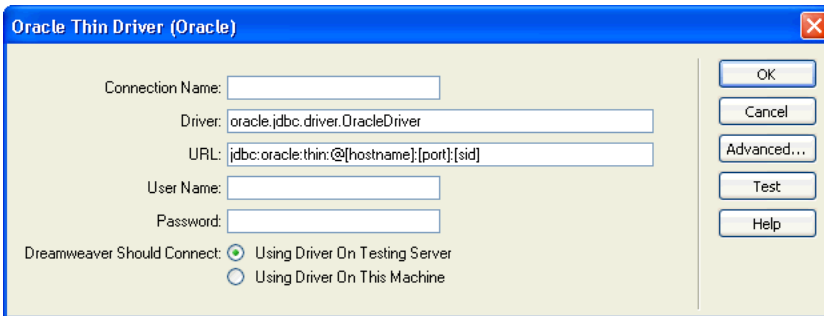 Oracle Thin Driver (Oracle)
Connection Name:
Driver: oracle.jdbc.driver.OracleDriver
URL: jdbc:oracle:thin:@[hostname]:[port]:[sid]
User Name:
Password:
Dreamweaver Should Connect: Using Driver On Testing Server
Using Driver On This Machine
OK
Cancel
Advanced...
Test
Help